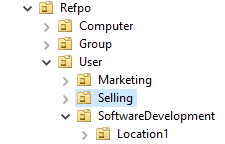 Refpo
Computer
Group
User
Marketing
Selling
SoftwareDevelopment
Location1